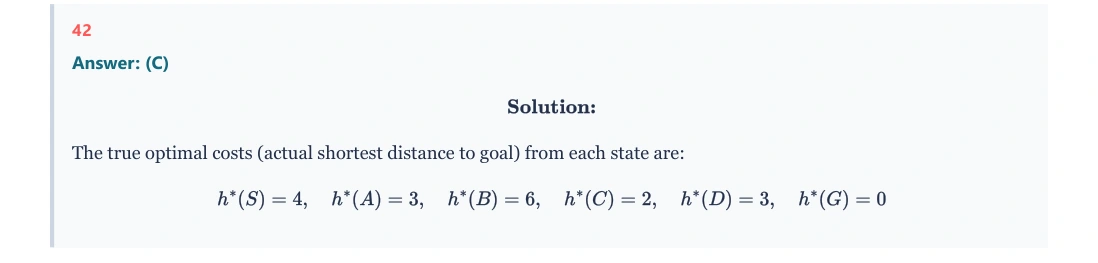 42
Answer: (C)
Solution:
The true optimal costs (actual shortest distance to goal) from each state are:
h*(S) = 4, h*(A) = 3, h*(B) = 6, h*(C) = 2, h*(D) = 3, h*(G) = 0